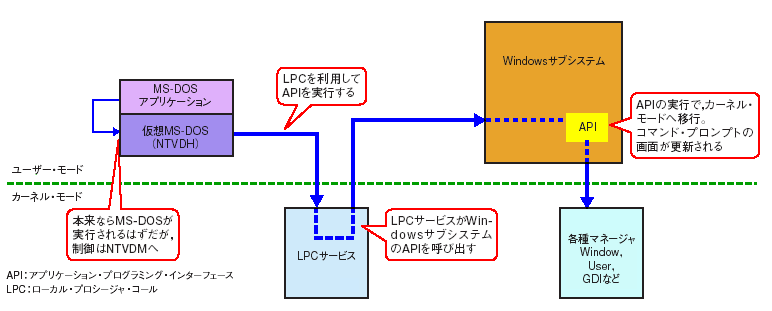 MS-DOS
アプリケーション
仮想MS-DOS
(NTVDH)
LPCを利用して
APIを実行する
Windowsサブシステム
API
APIの実行で,カーネル・
モードへ移行。
コマンド・プロンプトの
画面が更新される
ユーザー・モード
カーネル・モード
本来ならMS-DOSが
実行されるはずだが,
制御はNTVDMへ
LPCサービス
LPCサービスがWin-
dowsサブシステム
のAPIを呼び出す
各種マネージャ
Window,
User,
GDIなど
API:アプリケーション・プログラミング・インターフェース
LPC:ローカル・プロシージャ・コール